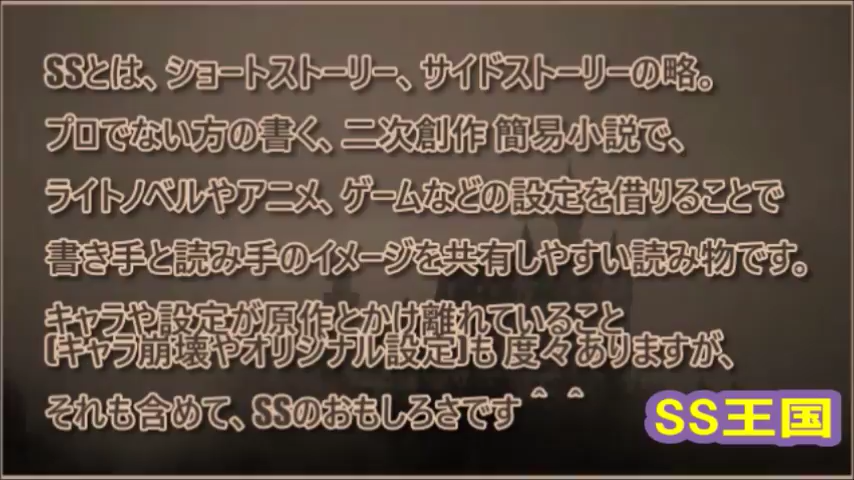 SSとは、ショートストーリー、サイドストーリーの略。
プロでない方の書く、二次創作 簡易小説で、
ライトノベルやアニメ、ゲームなどの設定を借りることで
書き手と読み手のイメージを共有しやすい読み物です。
キャラや設定が原作とかけ離れていること
(キャラ崩壊やオリジナル設定)も 度々ありますが、
それも含めて、SSのおもしろさです ＾ ＾
SS王国